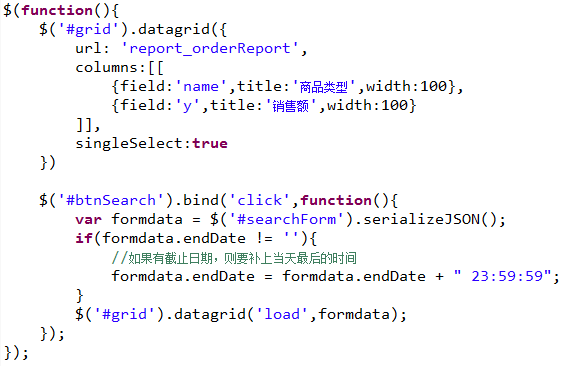 $(function(){
    $('#grid').datagrid({
        url: 'report_orderReport',
        columns:[[
            {field:'name',title:'商品类型',width:100},
            {field:'y',title:'销售额',width:100}
        ]],
        singleSelect:true
    })
    $('#btnSearch').bind('click',function(){
        var formdata = $('#searchForm').serializeJSON();
        if(formdata.endDate != ''){
            //如果有截止日期，则要补上当天最后的时间
            formdata.endDate = formdata.endDate + " 23:59:59";
        }
        $('#grid').datagrid('load',formdata);
    });
});